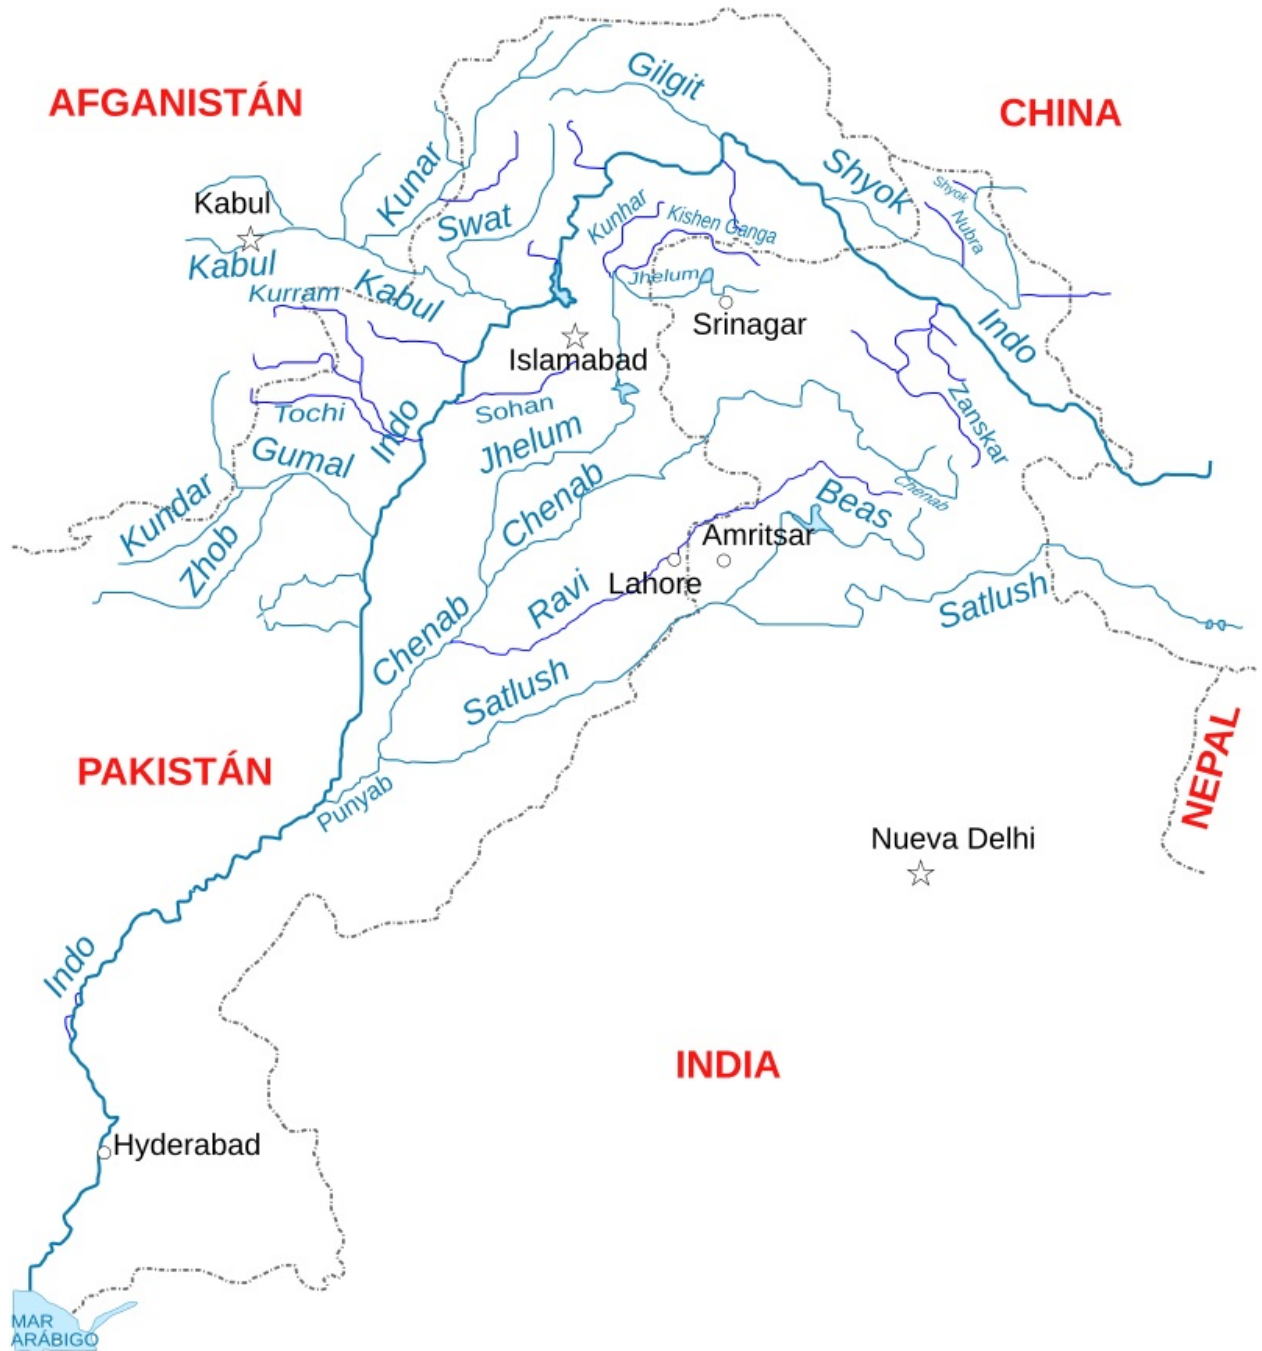 Gilgit
AFGANISTÁN
CHINA
Kunar
Shyok
Shyok
Kabul
Swat
Kunhar
Kishen Ganga
Nubra
Kabul
Kurram
Kabul
Jhelum
Srinagar
Indo
Islamabad
Tochi
Indo
Sohan
Zanskar
Gumal
Jhelum
Kundar
Chenab
Chenab
Beas
Zhob
Amritsar
Lahore
Ravi
Satlush
Chenab
Satlush
PAKISTÁN
NEPAL
Punyab
Nueva Delhi
Indo
INDIA
Hyderabad
MAR
ARÁBIGO